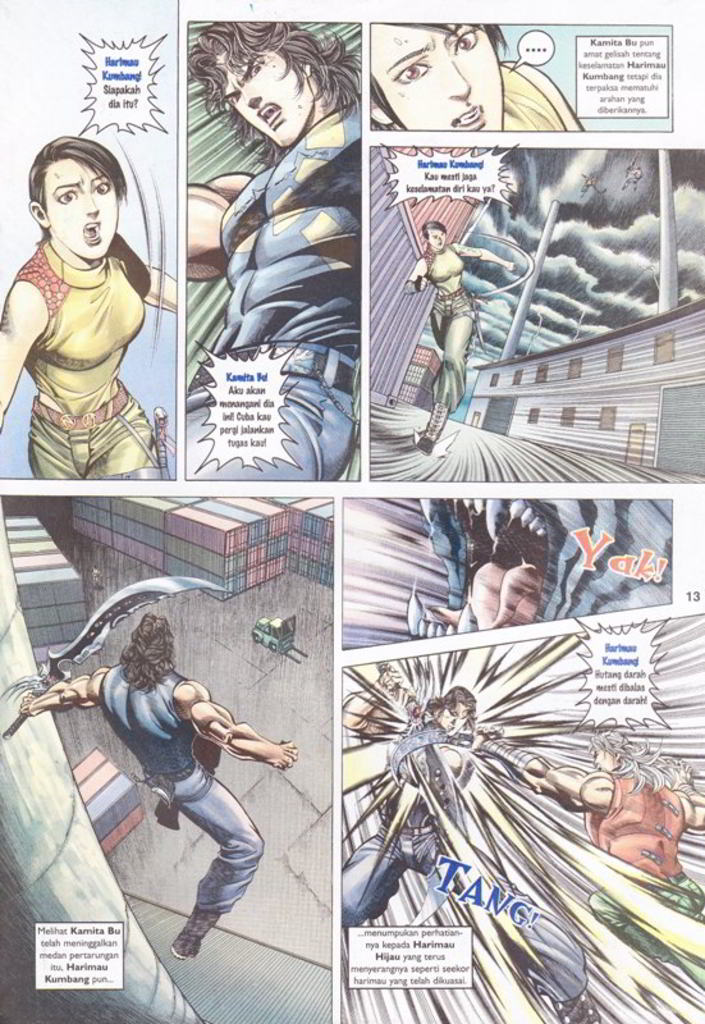 Harimau
Kumbang!
Siapakah
dia itu?
Kamita Bu!
Aku akan
menangani dia
ini! Cuba kau
pergi jalankan
tugas kau!
....
Kamita Bu pun
amat gelisah tentang
keselamatan Harimau
Kumbang tetapi dia
terpaksa mematuhi
arahan yang
diberikannya.
Harimau Kumbang!
Kau mesti jaga
keselamatan diri kau ya?
Melihat Kamita Bu
telah meninggalkan
medan pertarungan
itu, Harimau
Kumbang pun...
Yak!
13
Harimau
Kumbang!
Hutang darah
mesti dibalas
dengan darah!
TANG!
...menumpukan perhatian-
nya kepada Harimau
Hijau yang terus
menyerangnya seperti seekor
harimau yang telah dikuasai.